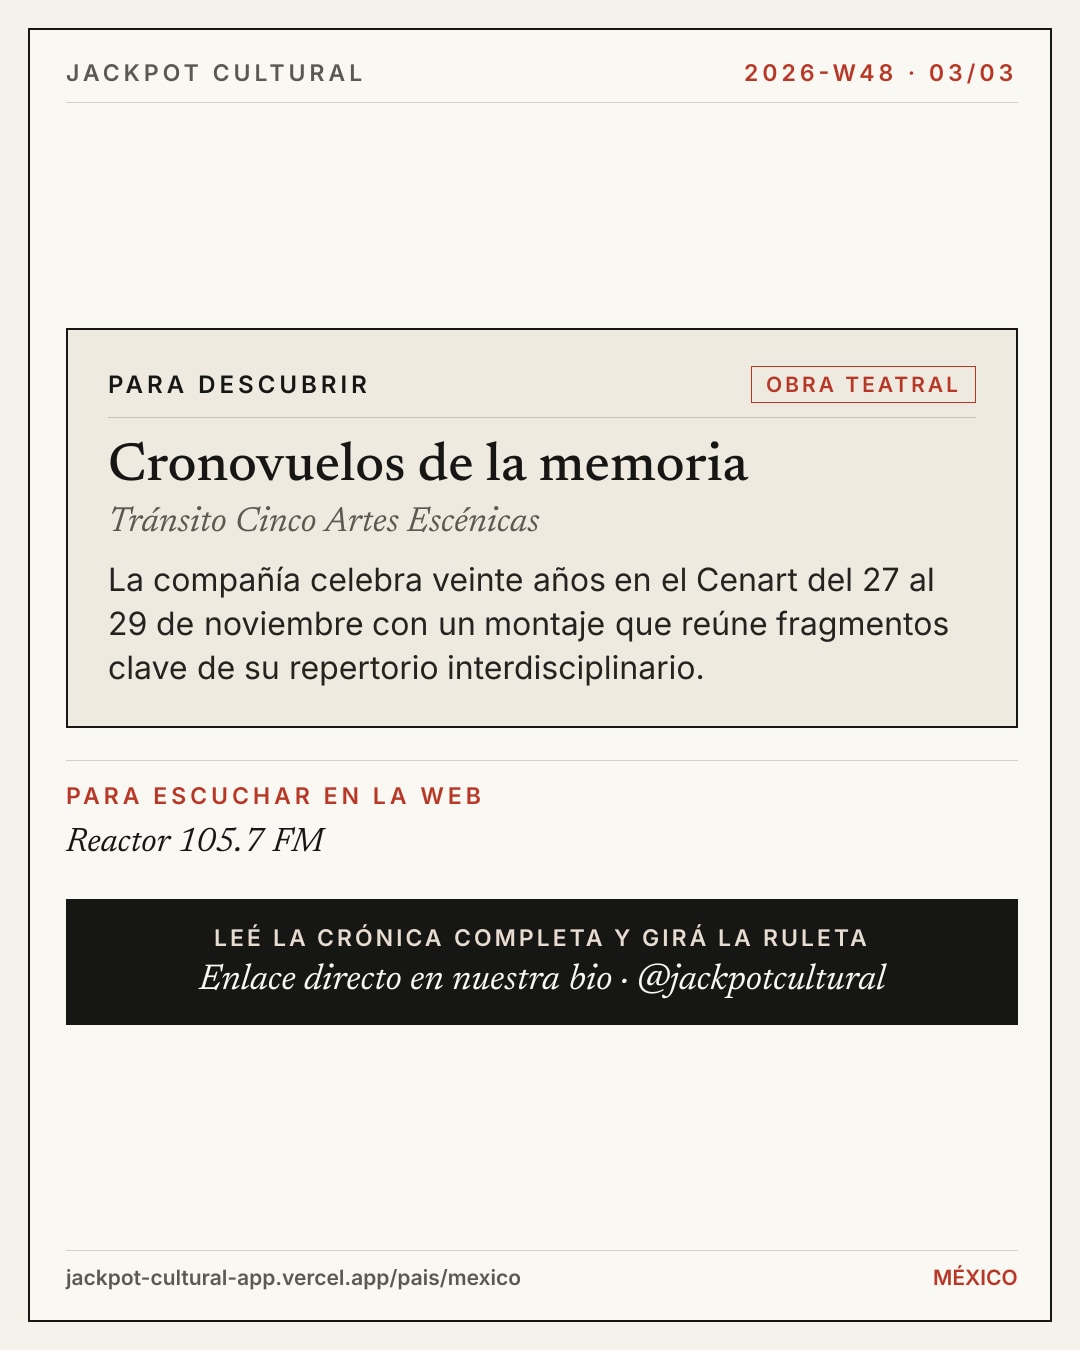 JACKPOT CULTURAL
2026-W48 · 03/03
PARA DESCUBRIR
OBRA TEATRAL
Cronovuelos de la memoria
Tránsito Cinco Artes Escénicas
La compañía celebra veinte años en el Cenart del 27 al
29 de noviembre con un montaje que reúne fragmentos
clave de su repertorio interdisciplinario.
PARA ESCUCHAR EN LA WEB
Reactor 105.7 FM
LEÉ LA CRÓNICA COMPLETA Y GIRÁ LA RULETA
Enlace directo en nuestra bio · @jackpotcultural
jackpot-cultural-app.vercel.app/pais/mexico
MÉXICO